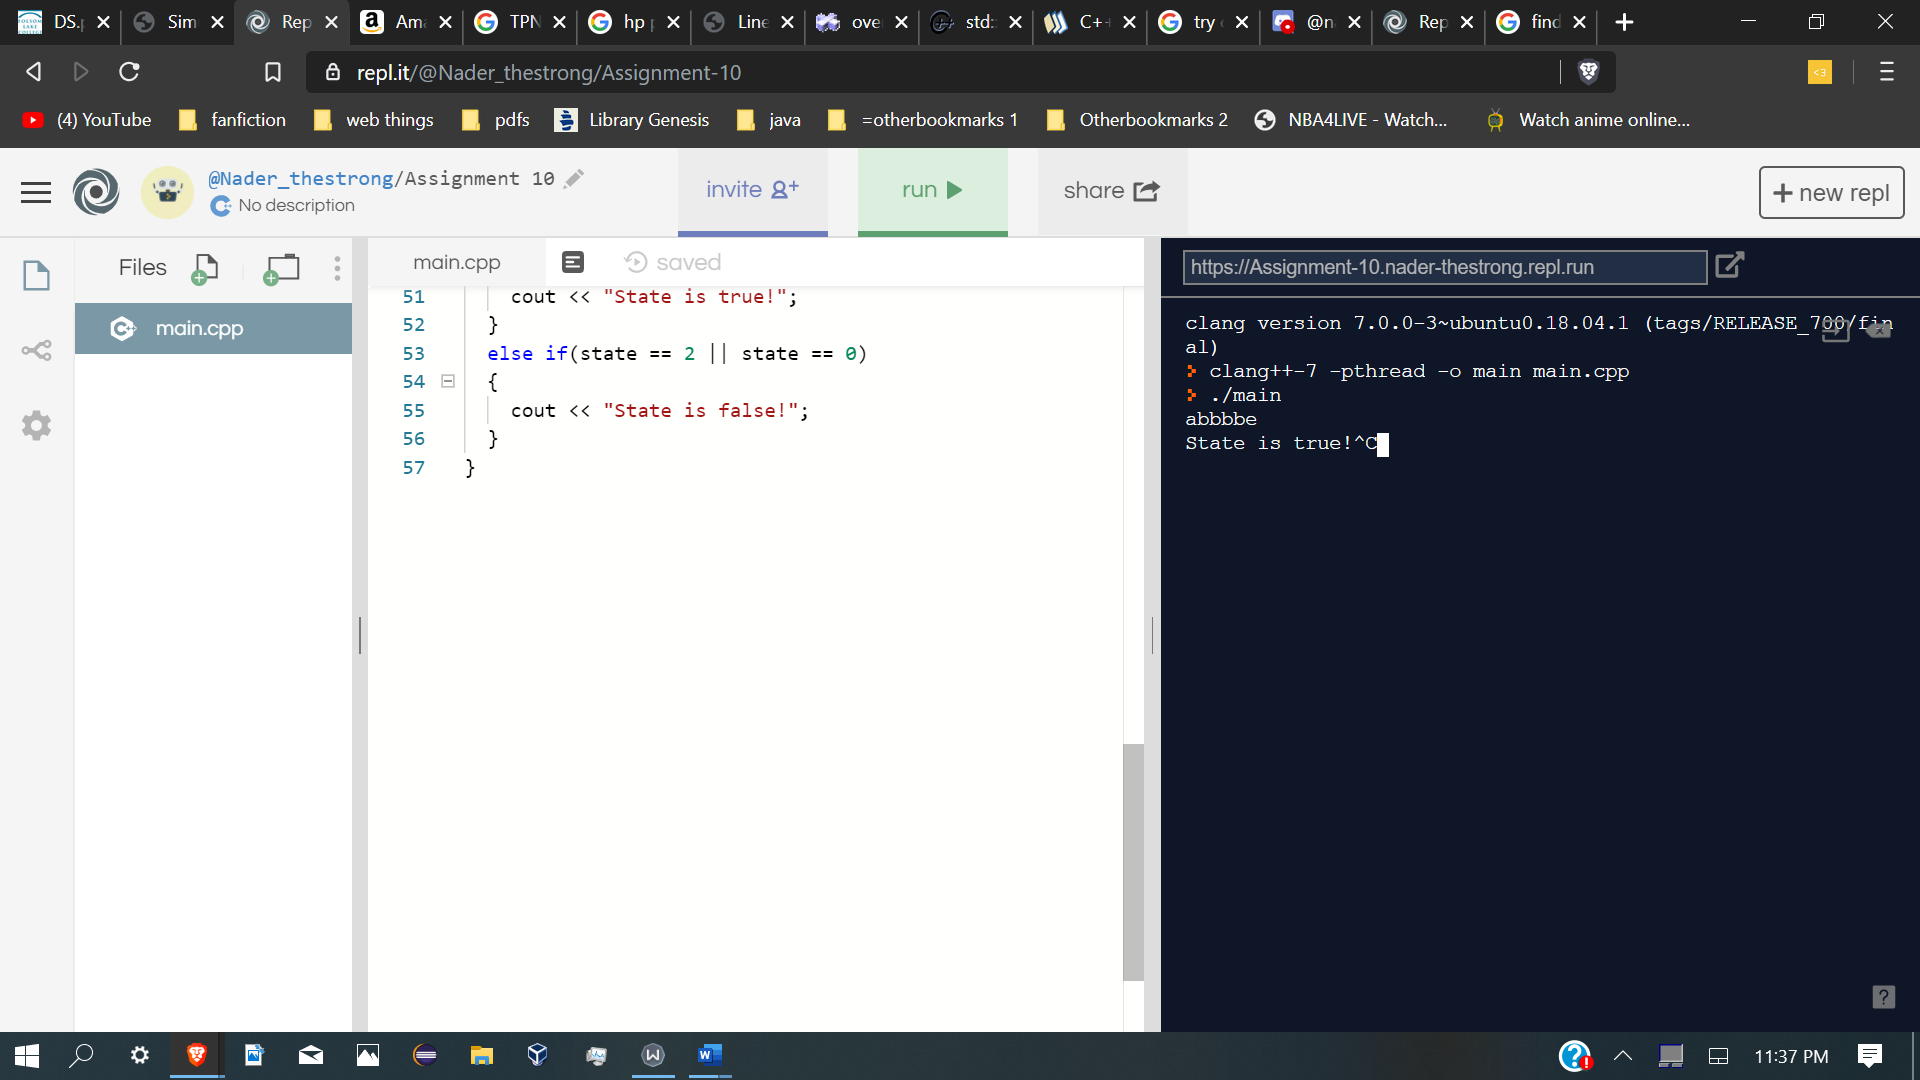 DS.p Sim Rep Am TPN hp p Line over std: C++ try c @n Rep find
repl.it/@Nader_thestrong/Assignment-10
<3
(4) YouTube fanfiction web things pdfs Library Genesis java =otherbookmarks 1 Otherbookmarks 2 NBA4LIVE - Watch... Watch anime online...
@Nader_thestrong/Assignment 10
No description
invite
run
share
+ new repl
Files
main.cpp
main.cpp
saved
51 cout << "State is true!";
52 }
53 else if(state == 2 || state == 0)
54 {
55 cout << "State is false!";
56 }
57 }
https://Assignment-10.nader-thestrong.repl.run
clang version 7.0.0-3~ubuntu0.18.04.1 (tags/RELEASE_700/fin
al)
clang++-7 -pthread -o main main.cpp
./main
abbbbe
State is true!^C
?
11:37 PM